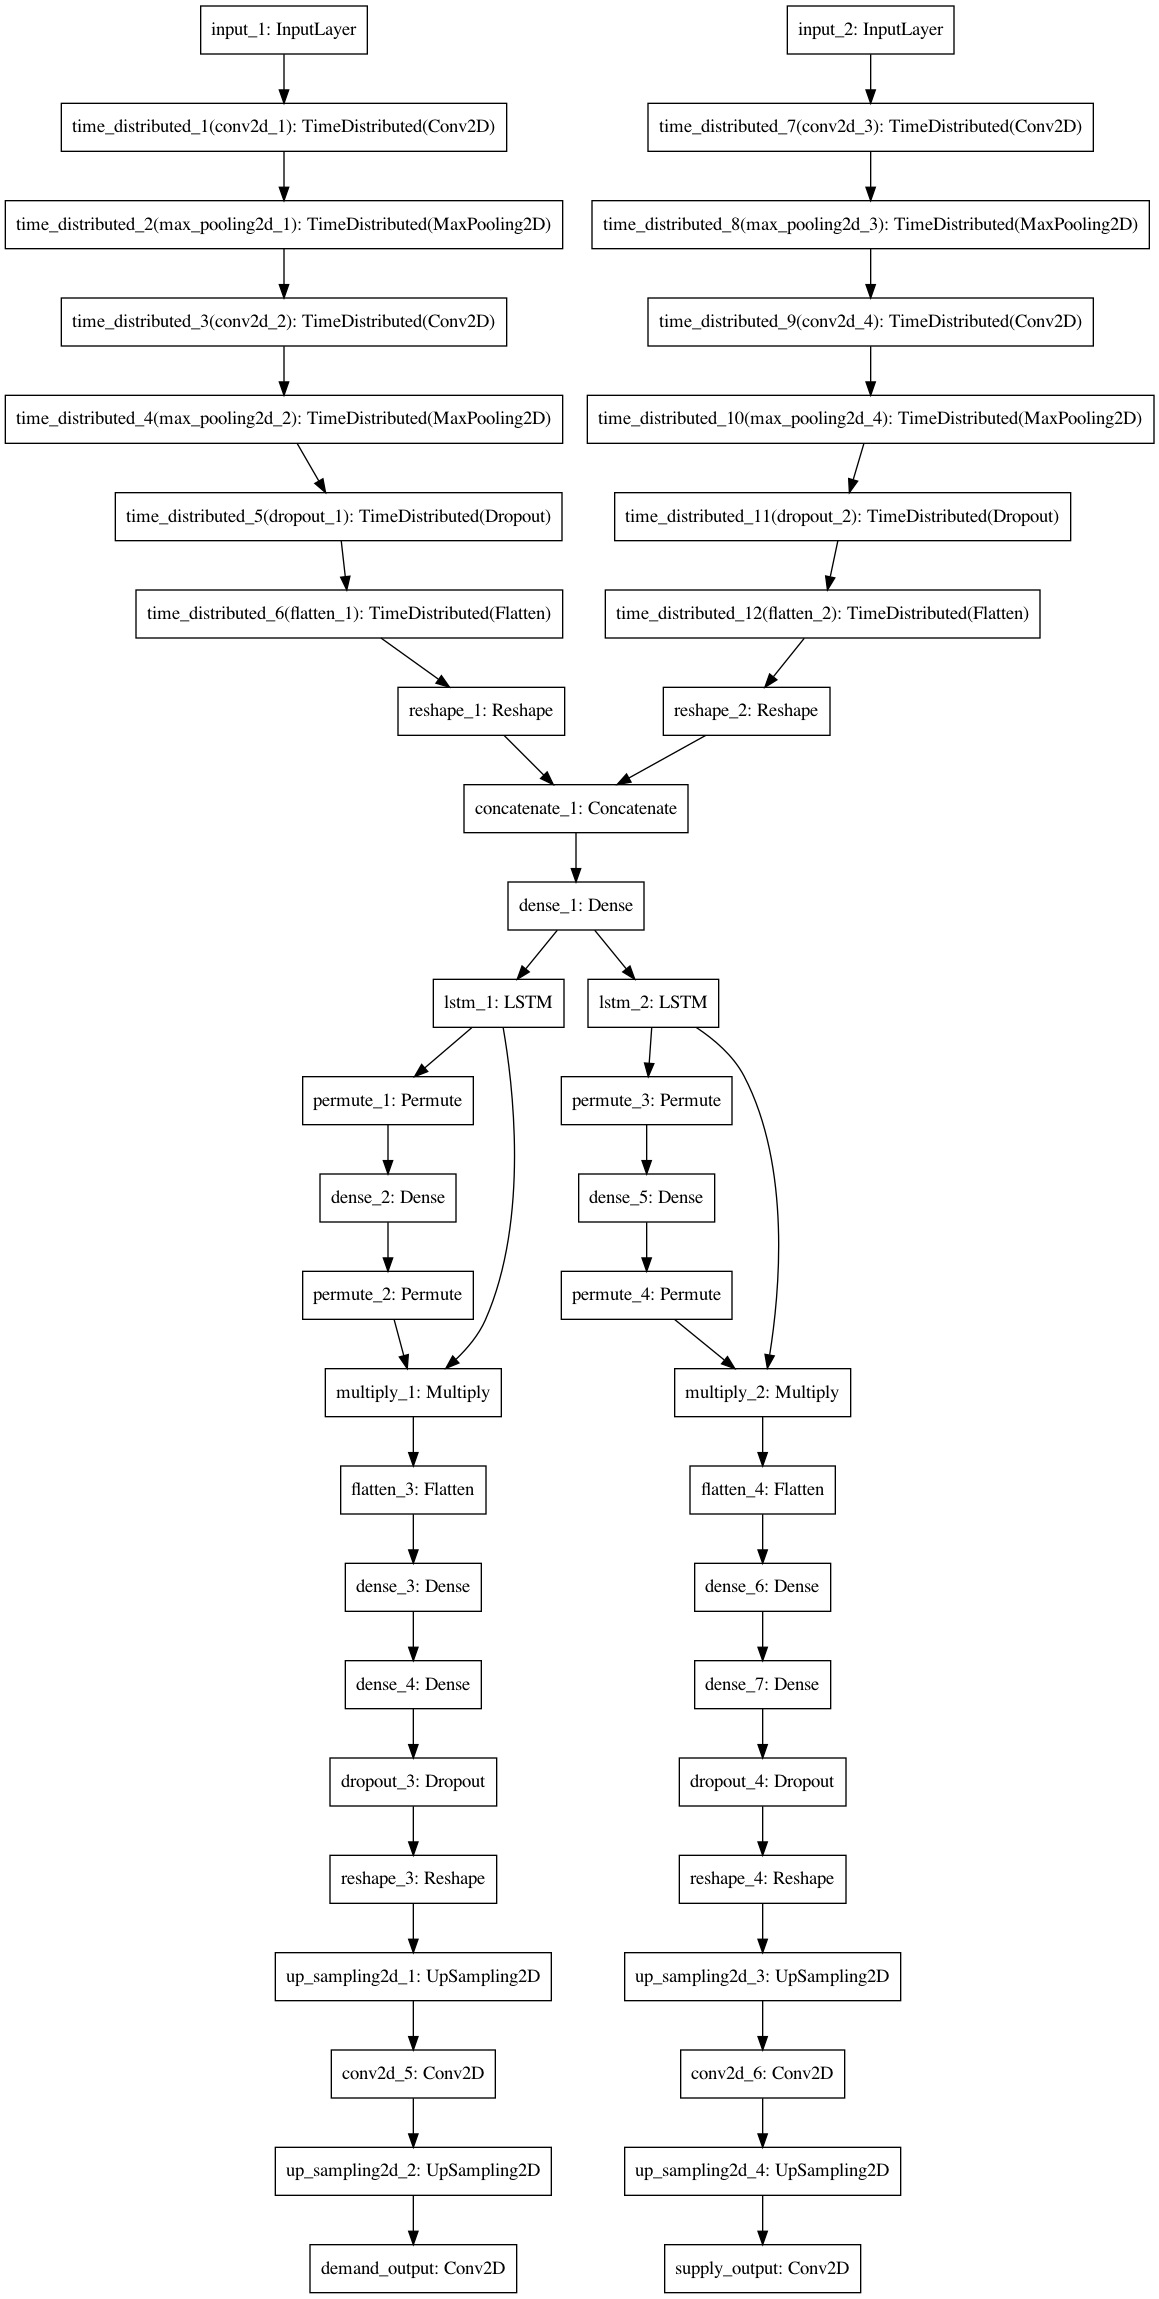 input_1: InputLayer
input_2: InputLayer
time_distributed_1(conv2d_1): TimeDistributed(Conv2D)
time_distributed_7(conv2d_3): TimeDistributed(Conv2D)
time_distributed_2(max_pooling2d_1): TimeDistributed(MaxPooling2D)
time_distributed_8(max_pooling2d_3): TimeDistributed(MaxPooling2D)
time_distributed_3(conv2d_2): TimeDistributed(Conv2D)
time_distributed_9(conv2d_4): TimeDistributed(Conv2D)
time_distributed_4(max_pooling2d_2): TimeDistributed(MaxPooling2D)
time_distributed_10(max_pooling2d_4): TimeDistributed(MaxPooling2D)
time_distributed_5(dropout_1): TimeDistributed(Dropout)
time_distributed_11(dropout_2): TimeDistributed(Dropout)
time_distributed_6(flatten_1): TimeDistributed(Flatten)
time_distributed_12(flatten_2): TimeDistributed(Flatten)
reshape_1: Reshape
reshape_2: Reshape
concatenate_1: Concatenate
dense_1: Dense
lstm_1: LSTM
lstm_2: LSTM
permute_1: Permute
permute_3: Permute
dense_2: Dense
dense_5: Dense
permute_2: Permute
permute_4: Permute
multiply_1: Multiply
multiply_2: Multiply
flatten_3: Flatten
flatten_4: Flatten
dense_3: Dense
dense_6: Dense
dense_4: Dense
dense_7: Dense
dropout_3: Dropout
dropout_4: Dropout
reshape_3: Reshape
reshape_4: Reshape
up_sampling2d_1: UpSampling2D
up_sampling2d_3: UpSampling2D
conv2d_5: Conv2D
conv2d_6: Conv2D
up_sampling2d_2: UpSampling2D
up_sampling2d_4: UpSampling2D
demand_output: Conv2D
supply_output: Conv2D